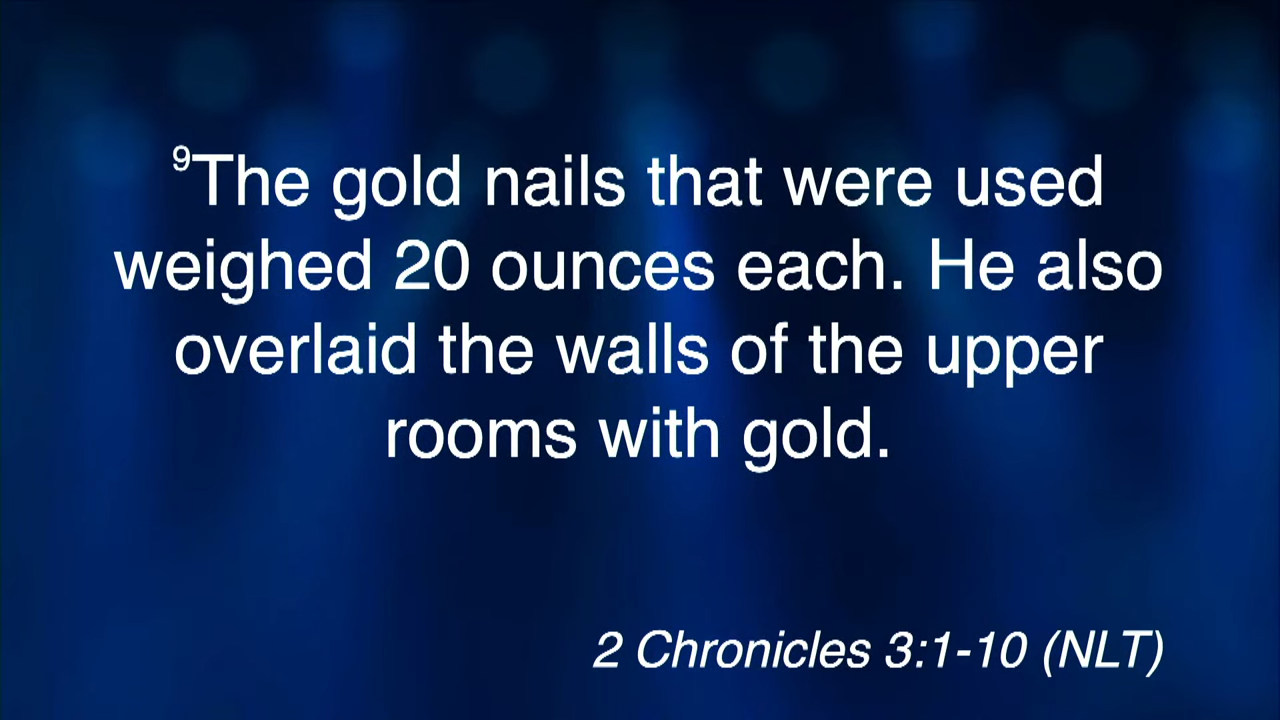 ⁹The gold nails that were used
weighed 20 ounces each. He also
overlaid the walls of the upper
rooms with gold.
2 Chronicles 3:1-10 (NLT)